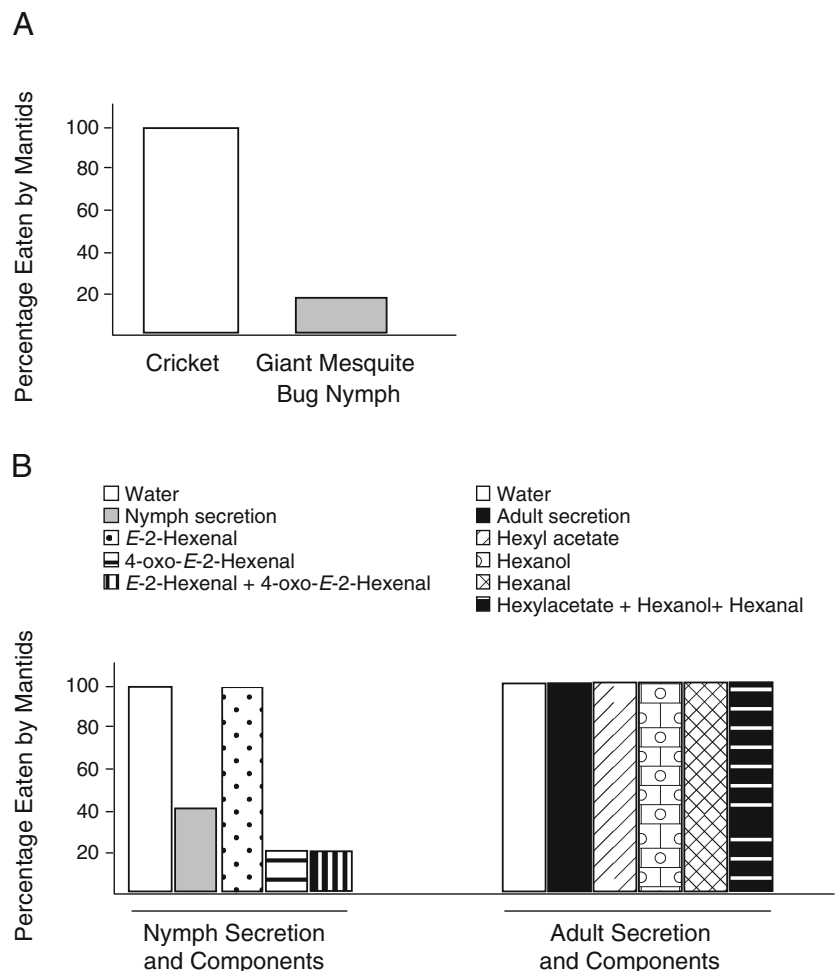 A
Percentage Eaten by Mantids
100
80
60
40
20
Cricket
Giant Mesquite
Bug Nymph
B
Water
Nymph secretion
E-2-Hexenal
4-oxo-E-2-Hexenal
E-2-Hexenal + 4-oxo-E-2-Hexenal
Water
Adult secretion
Hexyl acetate
Hexanol
Hexanal
Hexylacetate + Hexanol+ Hexanal
Percentage Eaten by Mantids
100
80
60
40
20
Nymph Secretion
and Components
Adult Secretion
and Components